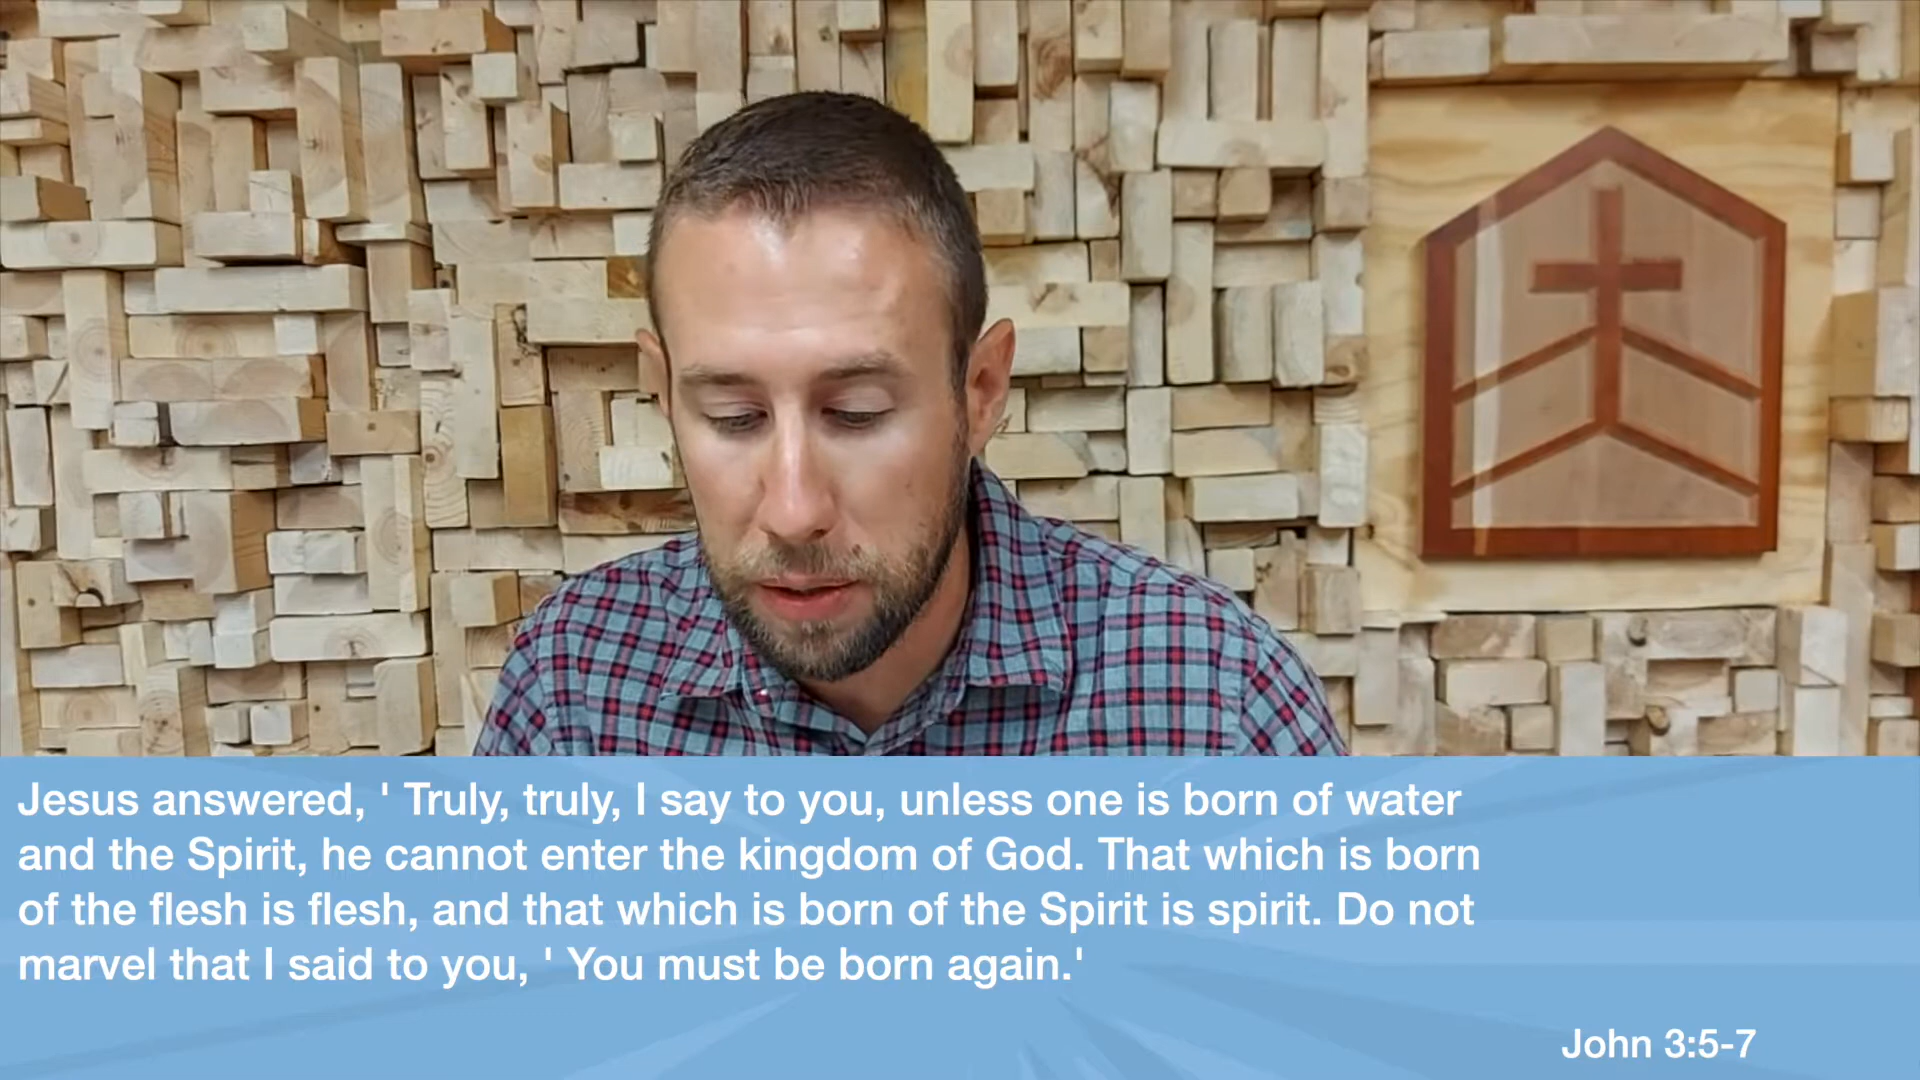 Jesus answered, ' Truly, truly, I say to you, unless one is born of water
and the Spirit, he cannot enter the kingdom of God. That which is born
of the flesh is flesh, and that which is born of the Spirit is spirit. Do not
marvel that I said to you, ' You must be born again.'
John 3:5-7